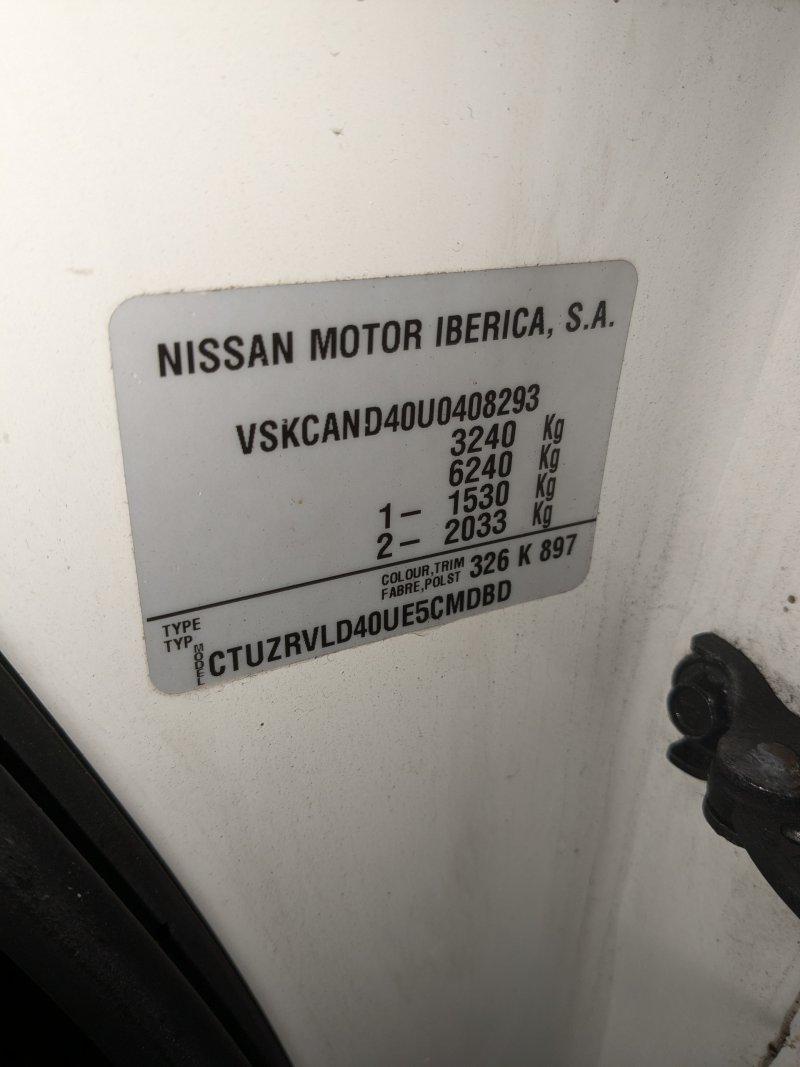 NISSAN MOTOR IBERICA, S.A.
VSKCAND40U0408293
3240 Kg
6240 Kg
1- 1530 Kg
2- 2033 Kg
COLOUR,TRIM 326 K 897
FABRE,POLST
TYPE
TYP
MODEL CTUZRVLD40UE5CMDBD